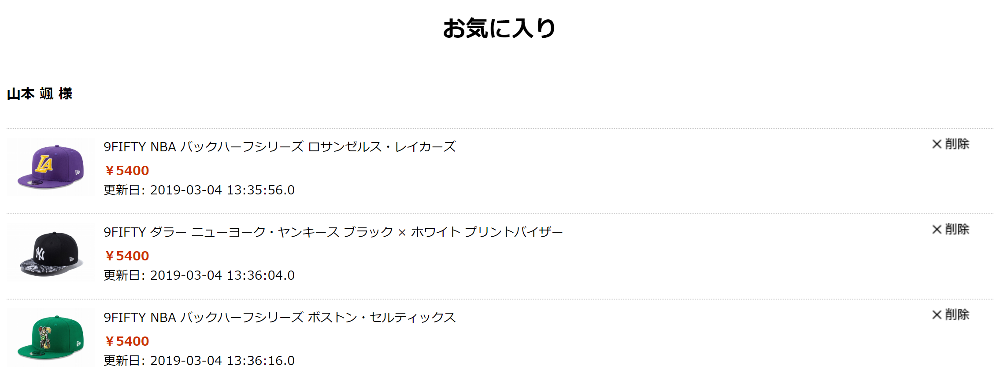 お気に入り
山本 颯 様
9FIFTY NBA バックハーフシリーズ ロサンゼルス・レイカーズ
× 削除
¥5400
更新日: 2019-03-04 13:35:56.0
9FIFTY ダラー ニューヨーク・ヤンキース ブラック × ホワイト プリントバイザー
× 削除
¥5400
更新日: 2019-03-04 13:36:04.0
9FIFTY NBA バックハーフシリーズ ボストン・セルティックス
× 削除
¥5400
更新日: 2019-03-04 13:36:16.0